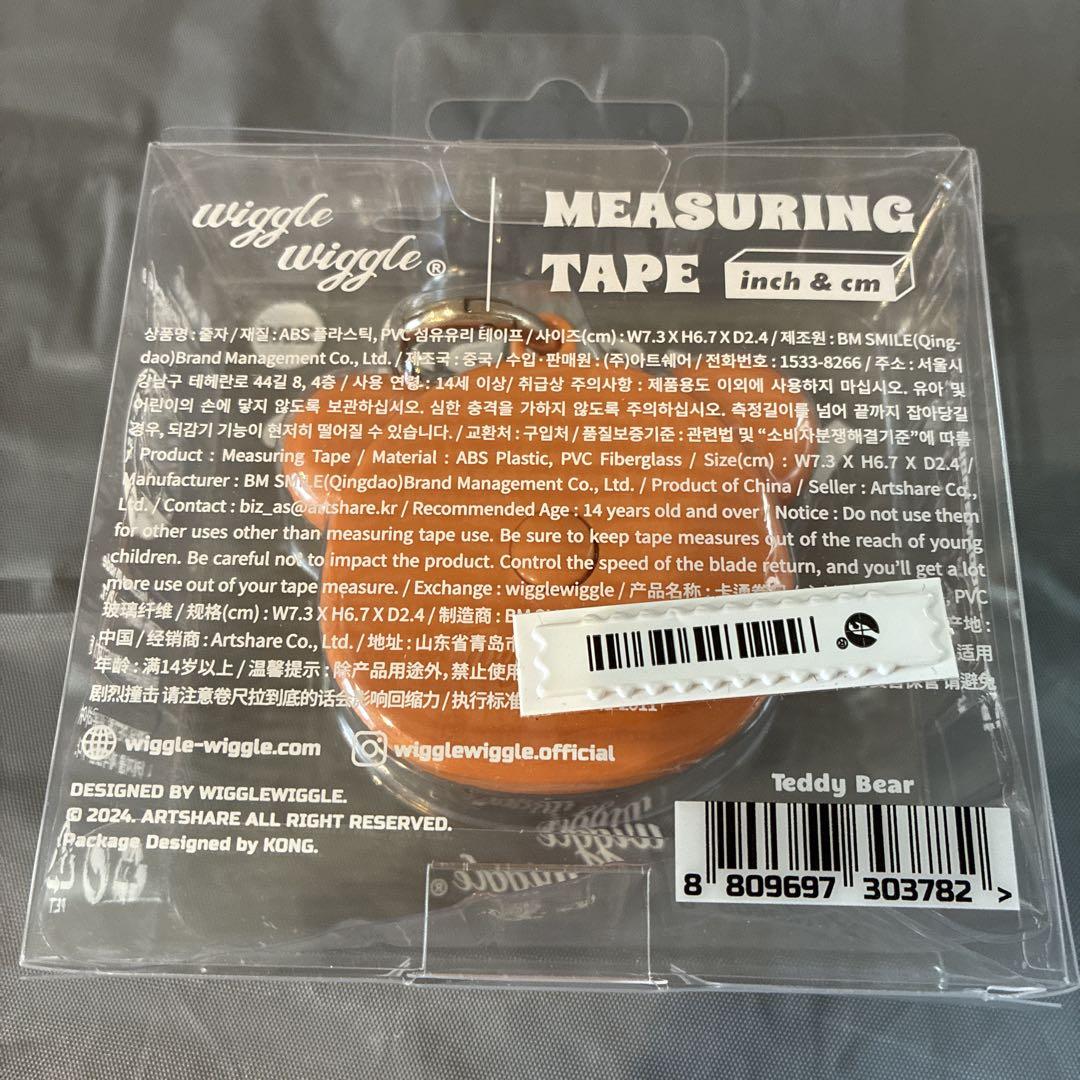 wiggle
wiggle®
MEASURING
TAPE inch & cm
상품명 : 줄자 / 재질 : ABS 플라스틱, PVC 섬유유리 테이프 / 사이즈(cm) : W7.3 X H6.7 X D2.4 / 제조원 : BM SMILE(Qing-
dao)Brand Management Co., Ltd. / 제조국 : 중국 / 수입 · 판매원 : (주)아트쉐어 / 전화번호 : 1533-8266 / 주소 : 서울시
강남구 테헤란로 44길 8, 4층 / 사용 연령 : 14세 이상/ 취급상 주의사항 : 제품용도 이외에 사용하지 마십시오. 유아 및
어린이의 손에 닿지 않도록 보관하십시오. 심한 충격을 가하지 않도록 주의하십시오. 측정길이를 넘어 끝까지 잡아당길
경우, 되감기 기능이 현저히 떨어질 수 있습니다. / 교환처 : 구입처 / 품질보증기준 : 관련법 및 “소비자분쟁해결기준”에 따름
/ Product : Measuring Tape / Material : ABS Plastic, PVC Fiberglass / Size(cm) : W7.3 X H6.7 X D2.4 /
Manufacturer : BM SMILE(Qingdao)Brand Management Co., Ltd. / Product of China / Seller : Artshare Co.,
Ltd. / Contact : biz_as@artshare.kr / Recommended Age : 14 years old and over / Notice : Do not use them
for other uses other than measuring tape use. Be sure to keep tape measures out of the reach of young
children. Be careful not to impact the product. Control the speed of the blade return, and you’ll get a lot
more use out of your tape measure. / Exchange : wigglewiggle / 产品名称 : 卡通卷 PVC
玻璃纤维 / 规格(cm) : W7.3 X H6.7 X D2.4 / 制造商 : BM 产地 :
中国 / 经销商 : Artshare Co., Ltd. / 地址 : 山东省青岛市 适用
年龄 : 满14岁以上 / 温馨提示 : 除产品用途外, 禁止使用 请避免
剧烈撞击 请注意卷尺拉到底的话会影响回缩力 / 执行标准 2011
wiggle-wiggle.com wigglewiggle.official
DESIGNED BY WIGGLEWIGGLE.
© 2024. ARTSHARE ALL RIGHT RESERVED.
Package Designed by KONG.
Teddy Bear
8 809697 303782 >